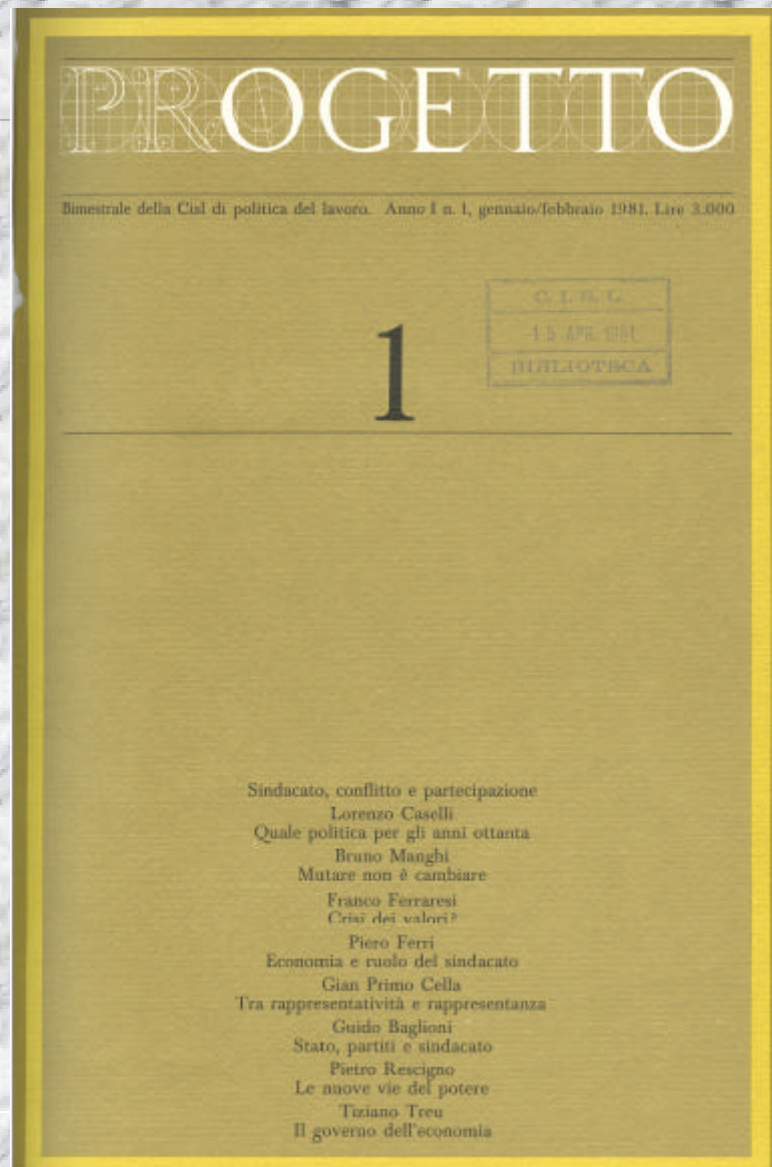 PROGETTO
Bimestrale della Cisl di politica del lavoro. Anno I n. 1, gennaio/febbraio 1981. Lire 3.000
C. I. S. L.
15 APR. 1981
BIBLIOTECA
1
Sindacato, conflitto e partecipazione
Lorenzo Caselli
Quale politica per gli anni ottanta
Bruno Manghi
Mutare non è cambiare
Franco Ferraresi
Crisi dei valori?
Piero Ferri
Economia e ruolo del sindacato
Gian Primo Cella
Tra rappresentatività e rappresentanza
Guido Baglioni
Stato, partiti e sindacato
Pietro Rescigno
Le nuove vie del potere
Tiziano Treu
Il governo dell'economia